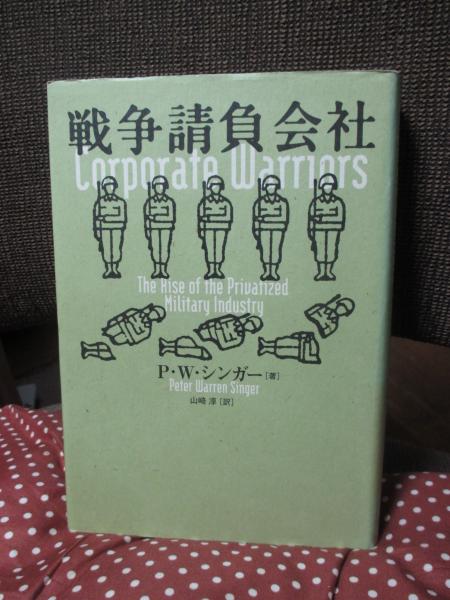 戦争請負会社
Corporate Warriors
The Rise of the Privatized
Military Industry
P・W・シンガー[著]
Peter Warren Singer
山崎 淳[訳]